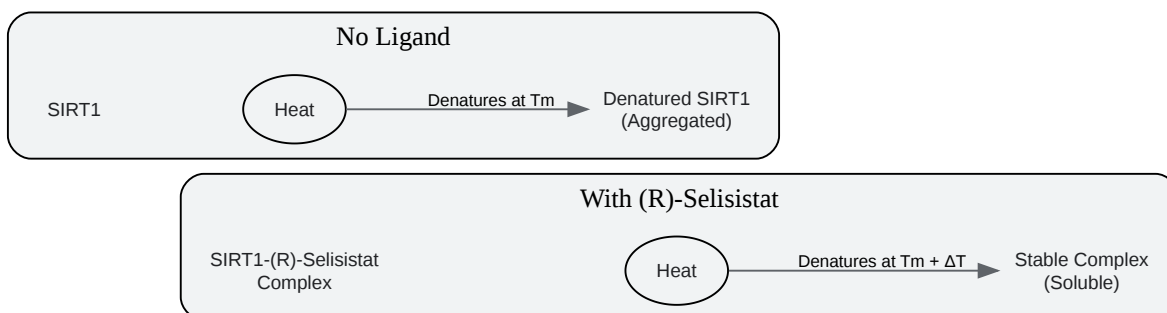 No Ligand
SIRT1
Heat
Denatures at Tm
Denatured SIRT1
(Aggregated)
With (R)-Selisistat
SIRT1-(R)-Selisistat
Complex
Heat
Denatures at Tm + ΔT
Stable Complex
(Soluble)